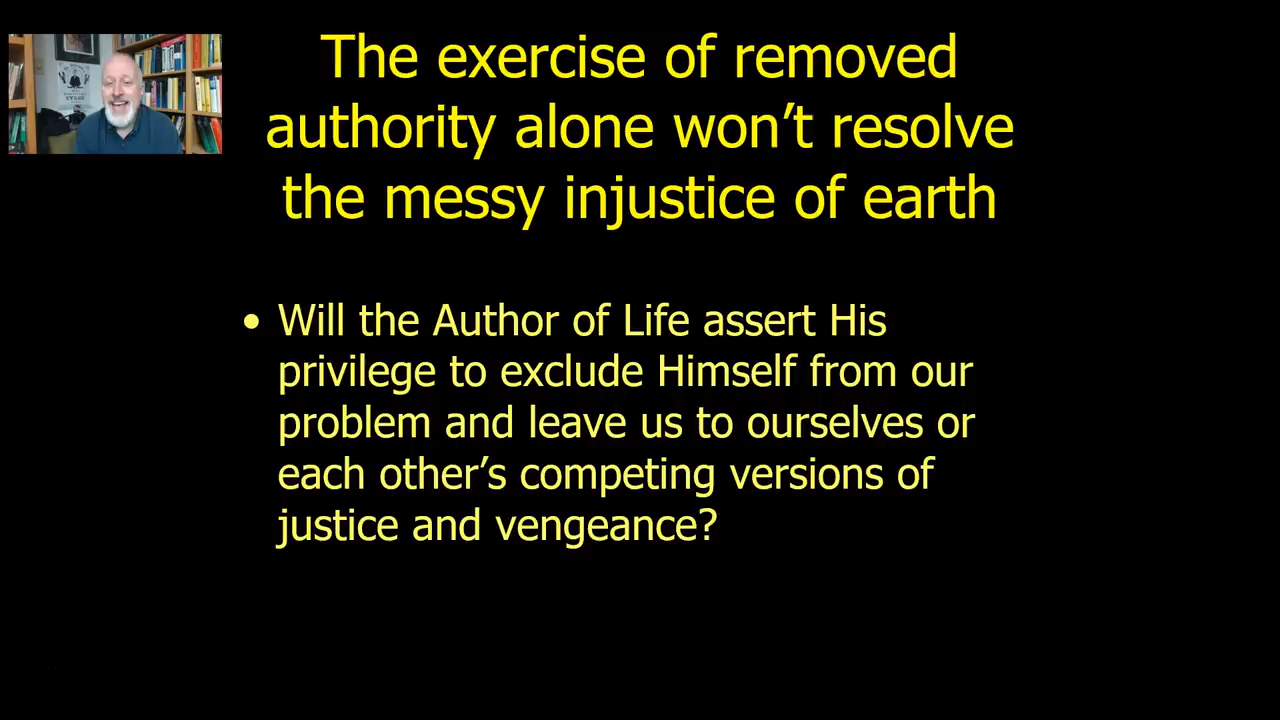 The exercise of removed
authority alone won’t resolve
the messy injustice of earth
• Will the Author of Life assert His
privilege to exclude Himself from our
problem and leave us to ourselves or
each other’s competing versions of
justice and vengeance?